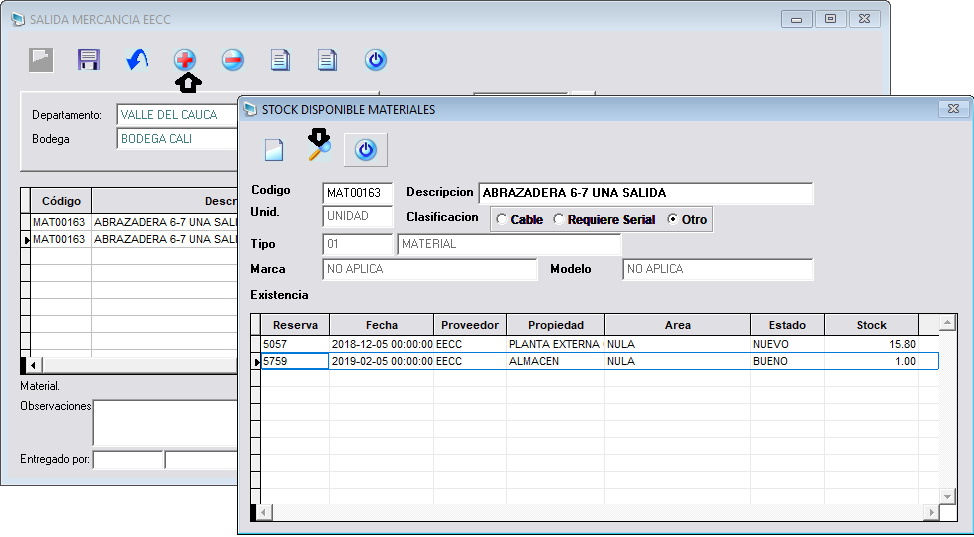 SALIDA MERCANCIA EECC
STOCK DISPONIBLE MATERIALES
Departamento: VALLE DEL CAUCA
Bodega BODEGA CALI
Código Descr
MAT00163 ABRAZADERA 6-7 UNA SALI
MAT00163 ABRAZADERA 6-7 UNA SALI
Material.
Observaciones
Entregado por:
Codigo MAT00163 Descripcion ABRAZADERA 6-7 UNA SALIDA
Unid. UNIDAD Clasificacion Cable Requiere Serial Otro
Tipo 01 MATERIAL
Marca NO APLICA Modelo NO APLICA
Existencia
Reserva Fecha Proveedor Propiedad Area Estado Stock
5057 2018-12-05 00:00:00 EECC PLANTA EXTERNA ( NULA NUEVO 15.80
5759 2019-02-05 00:00:00 EECC ALMACEN NULA BUENO 1.00